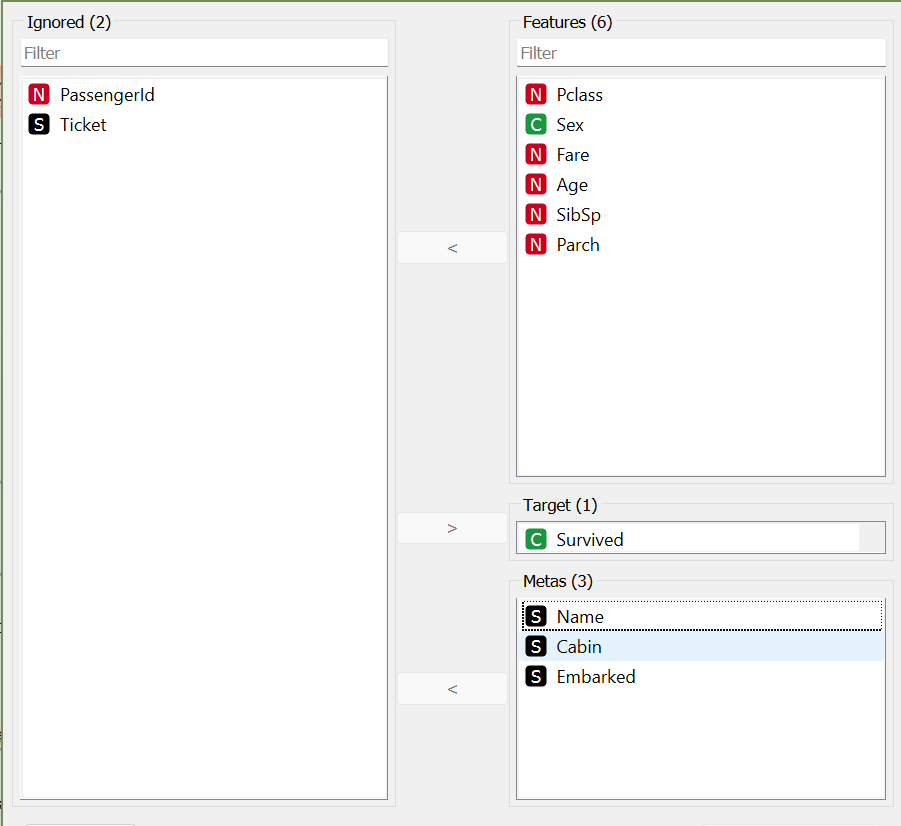 Ignored (2)
Filter
N PassengerId
S Ticket
<
>
<
Features (6)
Filter
N Pclass
C Sex
N Fare
N Age
N SibSp
N Parch
Target (1)
C Survived
Metas (3)
S Name
S Cabin
S Embarked